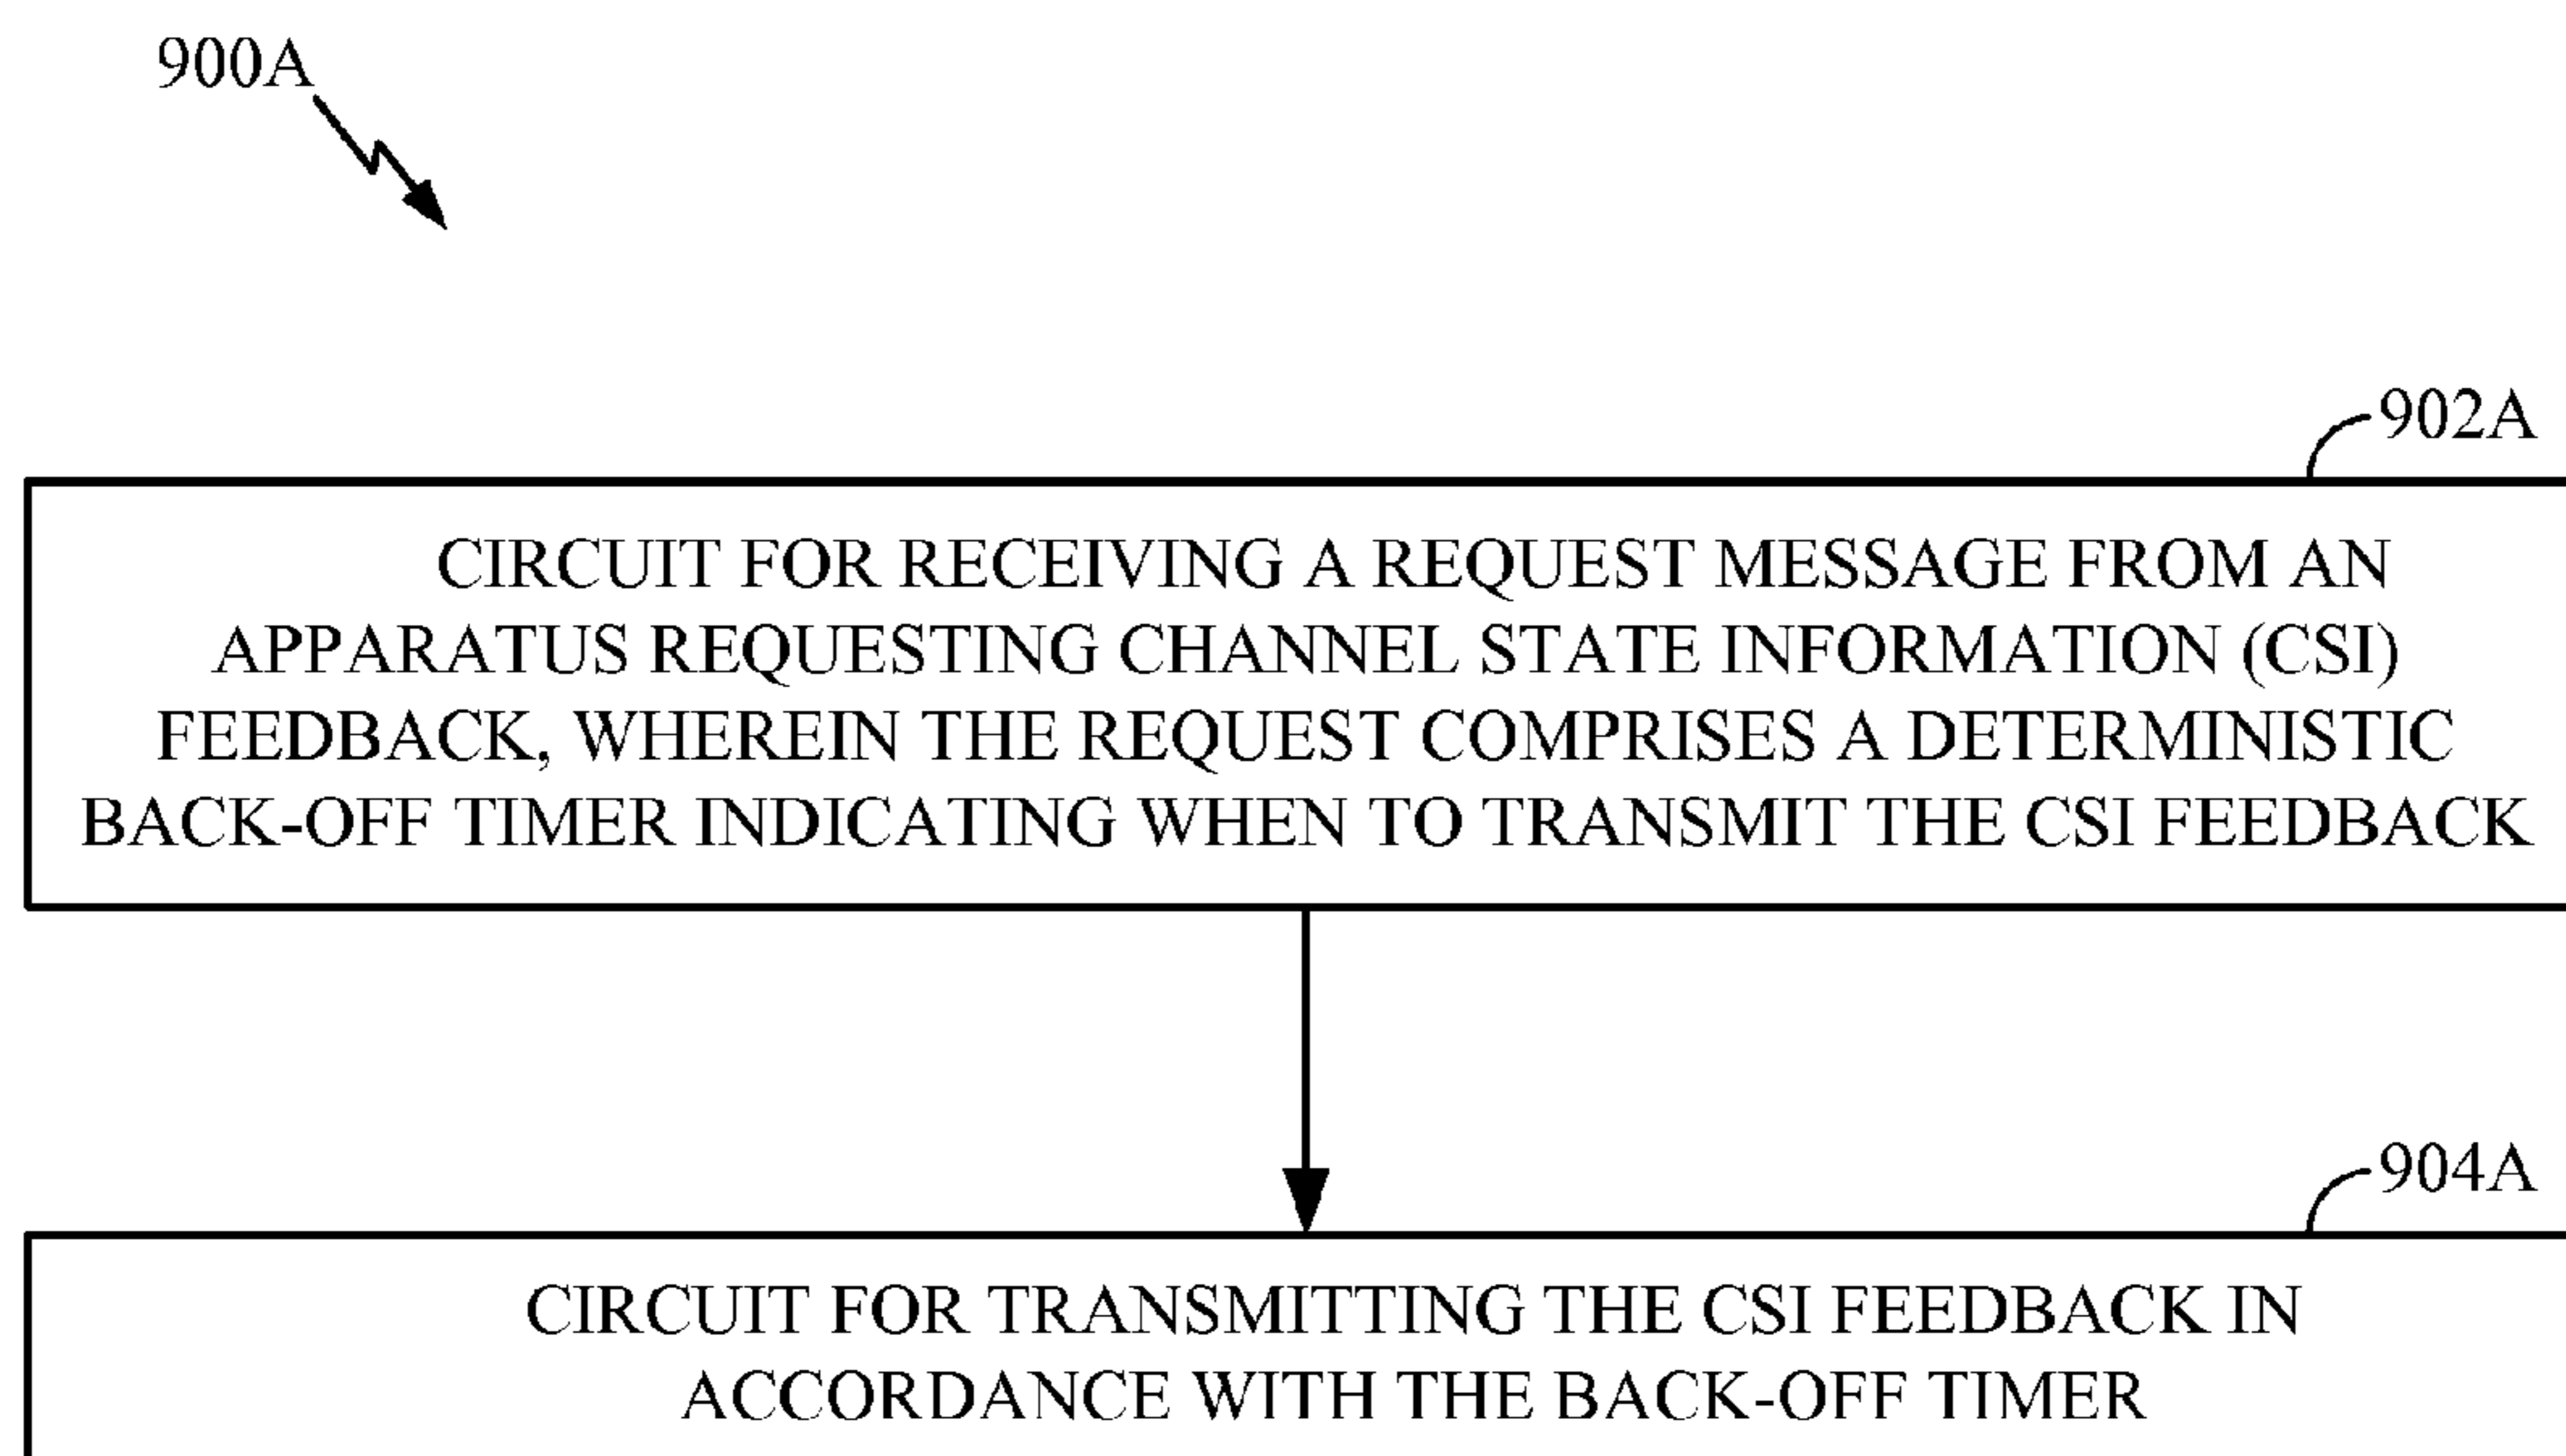 900A
902A
CIRCUIT FOR RECEIVING A REQUEST MESSAGE FROM AN
APPARATUS REQUESTING CHANNEL STATE INFORMATION (CSI)
FEEDBACK, WHEREIN THE REQUEST COMPRISES A DETERMINISTIC
BACK-OFF TIMER INDICATING WHEN TO TRANSMIT THE CSI FEEDBACK
904A
CIRCUIT FOR TRANSMITTING THE CSI FEEDBACK IN
ACCORDANCE WITH THE BACK-OFF TIMER